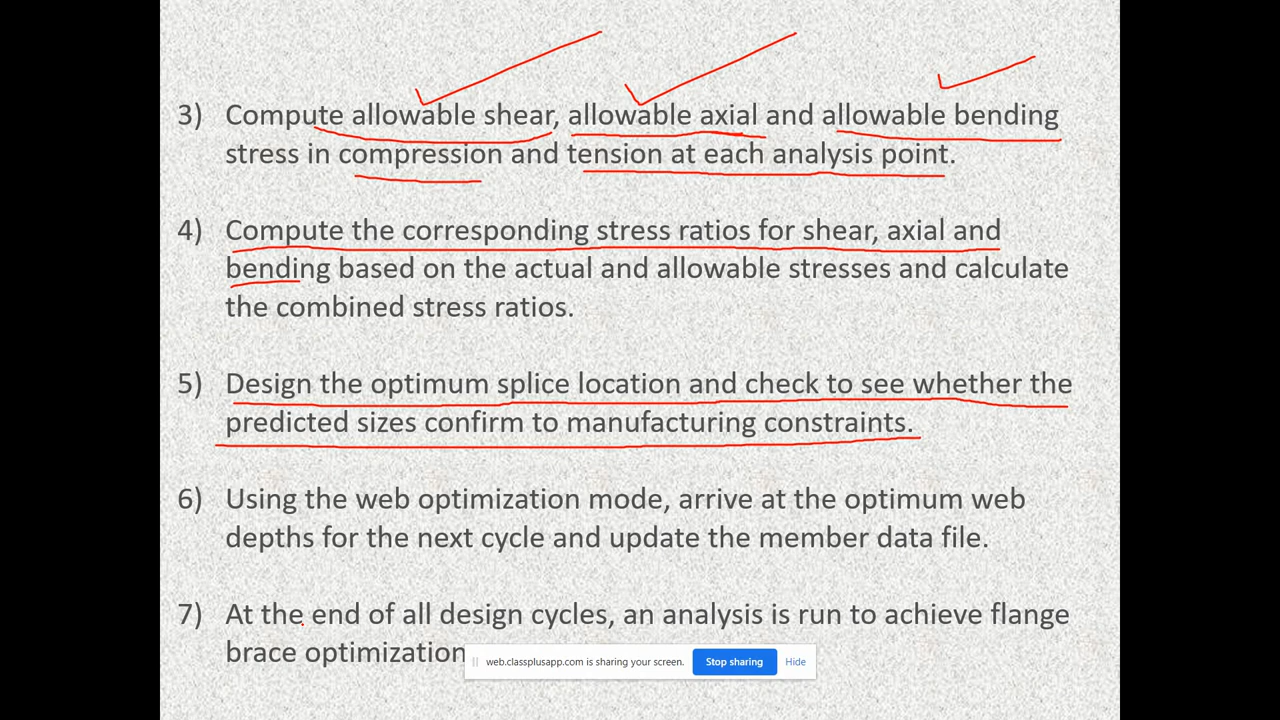 3) Compute allowable shear, allowable axial and allowable bending
stress in compression and tension at each analysis point.
4) Compute the corresponding stress ratios for shear, axial and
bending based on the actual and allowable stresses and calculate
the combined stress ratios.
5) Design the optimum splice location and check to see whether the
predicted sizes confirm to manufacturing constraints.
6) Using the web optimization mode, arrive at the optimum web
depths for the next cycle and update the member data file.
7) At the end of all design cycles, an analysis is run to achieve flange
brace optimization
web.classplusapp.com is sharing your screen. Stop sharing Hide